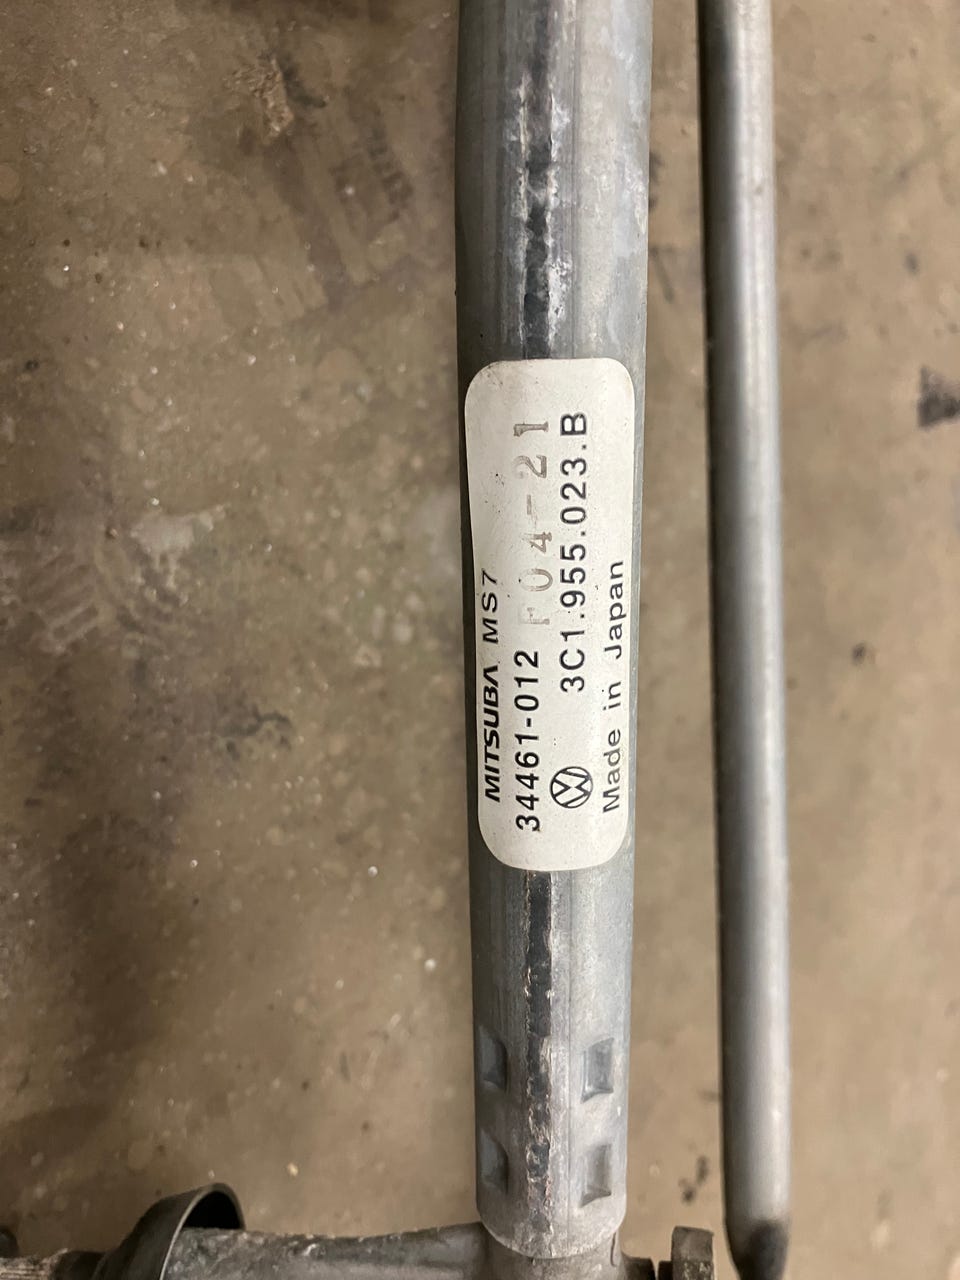 MITSUBA MS7
34461-012 F04-21
3C1.955.023.B
Made in Japan